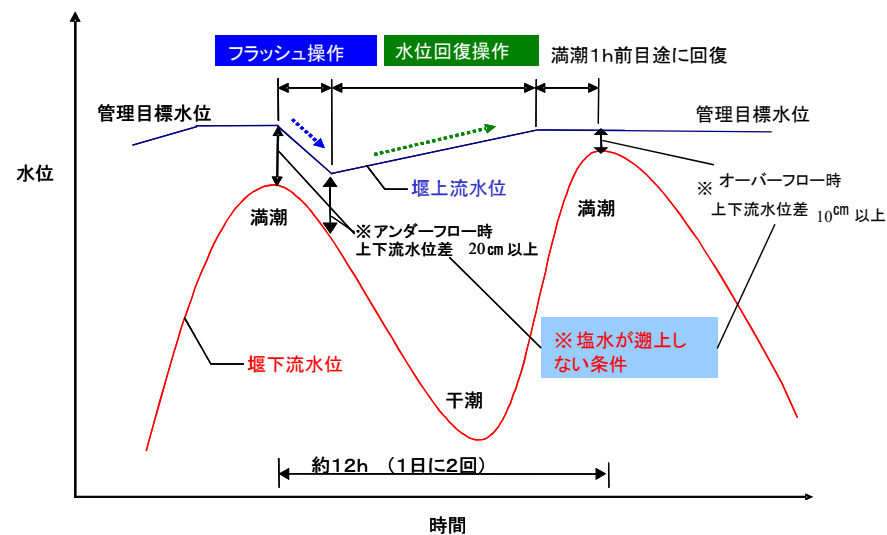 フラッシュ操作
水位回復操作
満潮1h前目途に回復
管理目標水位
管理目標水位
水位
堰上流水位
※ オーバーフロー時
上下流水位差 10㎝ 以上
満潮
※アンダーフロー時
上下流水位差 20㎝以上
満潮
※塩水が遡上し
ない条件
堰下流水位
干潮
約12h (1日に2回)
時間